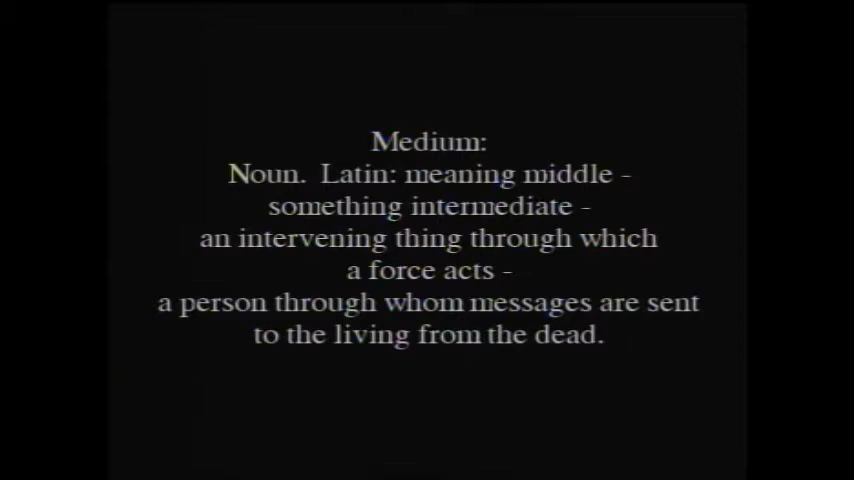 Medium:
Noun. Latin: meaning middle -
something intermediate -
an intervening thing through which
a force acts -
a person through whom messages are sent
to the living from the dead.